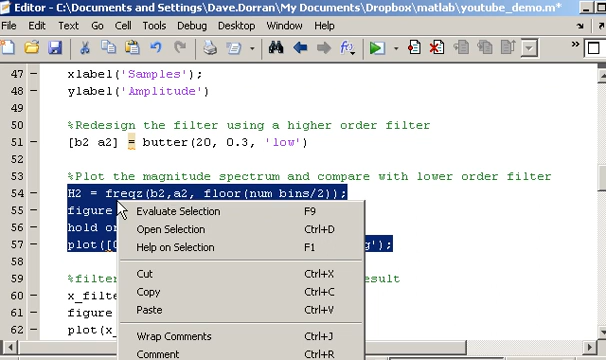 Editor - C:\Documents and Settings\Dave.Dorran\My Documents\Dropbox\matlab\youtube_demo.m*
File Edit Text Go Cell Tools Debug Desktop Window Help
47 xlabel('Samples');
48 ylabel('Amplitude')
49
50 %Redesign the filter using a higher order filter
51 [b2 a2] = butter(20, 0.3, 'low')
52
53 %Plot the magnitude spectrum and compare with lower order filter
54 H2 = freqz(b2,a2, floor(num_bins/2));
55 figure
56 hold on
57 plot([0 g');
58
59 %filter esult
60 x_filte
61 figure
62 plot(x_
Evaluate Selection F9
Open Selection Ctrl+D
Help on Selection F1
Cut Ctrl+X
Copy Ctrl+C
Paste Ctrl+V
Wrap Comments Ctrl+J
Comment Ctrl+R